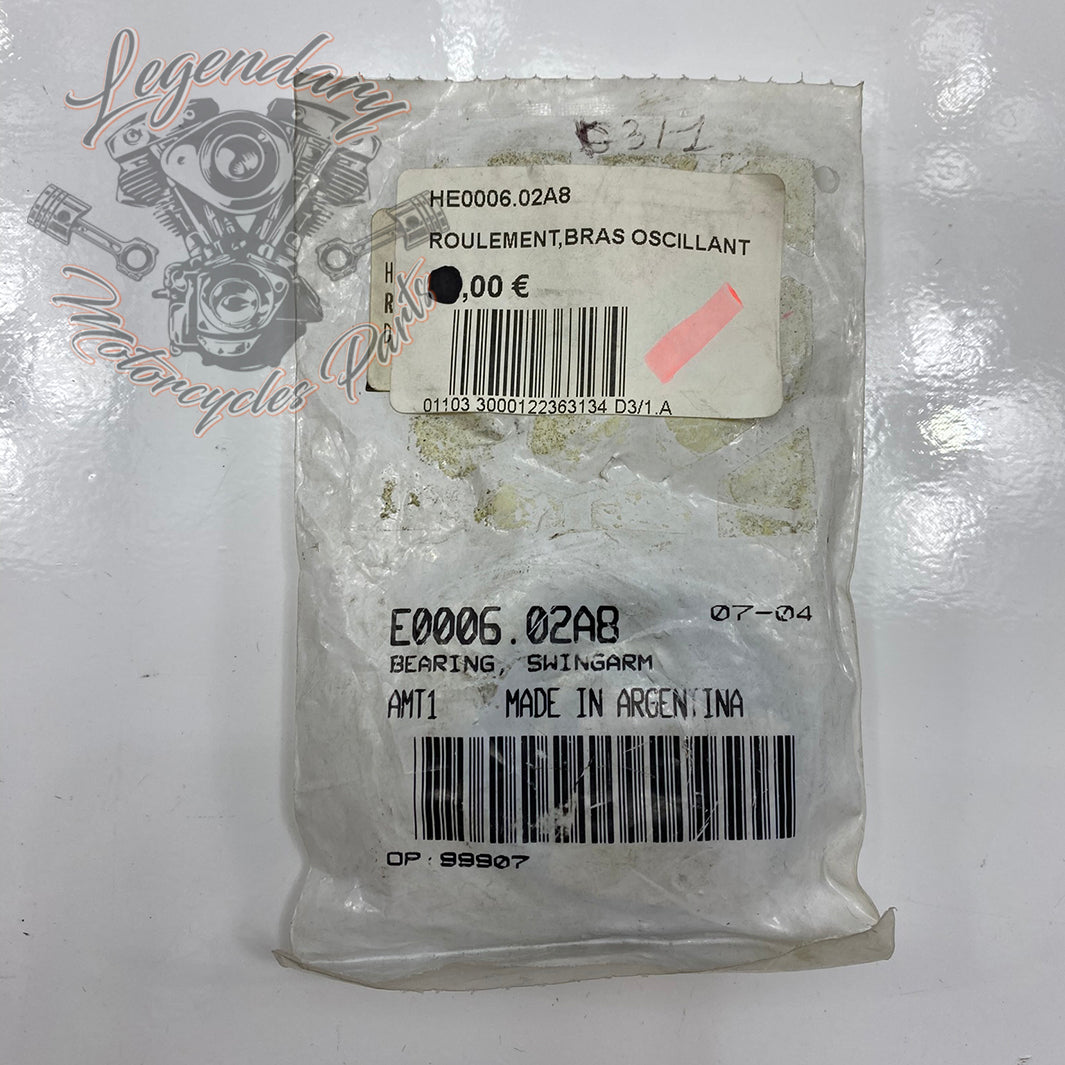 Legendary
Motorcycles Parts
HE0006.02A8
ROULEMENT,BRAS OSCILLANT
,00 €
H
R
01103 3000122363134 D3/1.A
E0006.02A8 07-04
BEARING, SWINGARM
AMT1 MADE IN ARGENTINA
OP: 99907